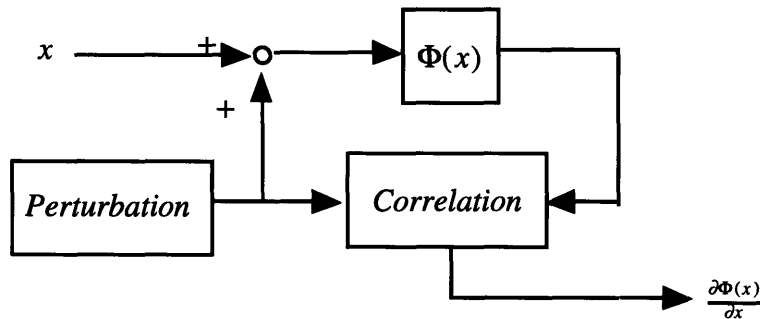 x
+
Φ(x)
+
Perturbation
Correlation
∂Φ(x)
∂x